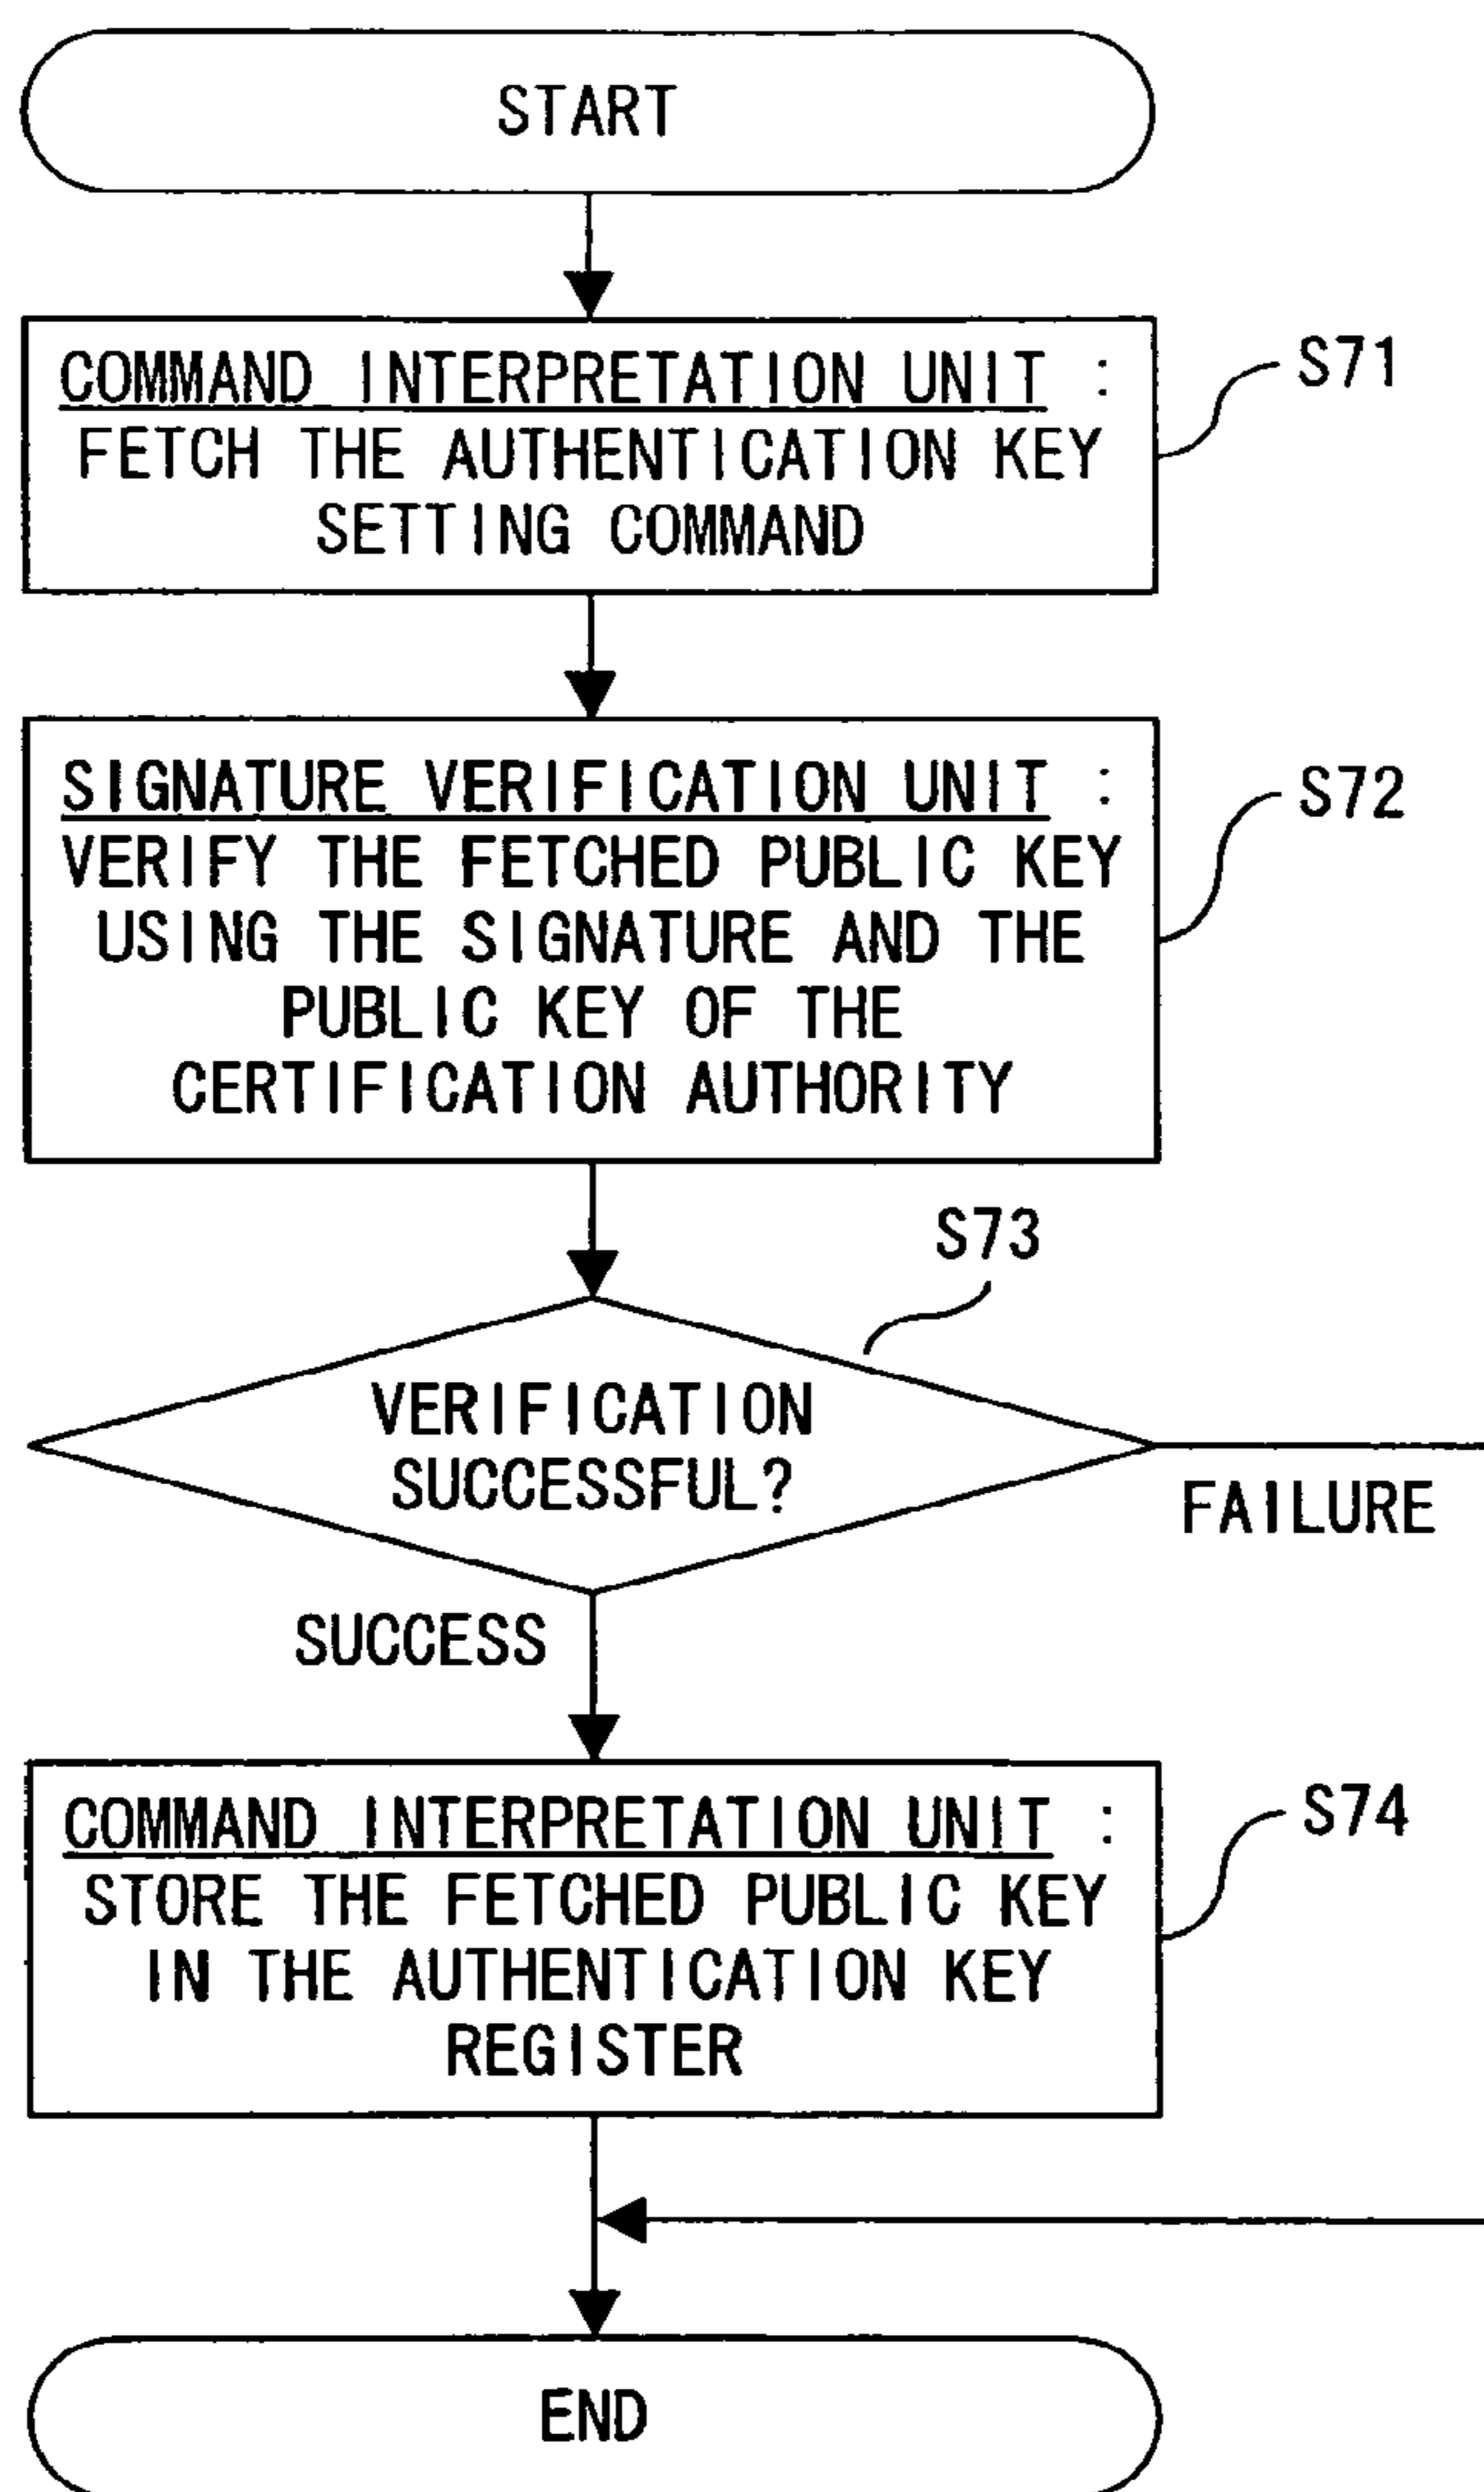 START
COMMAND INTERPRETATION UNIT :
FETCH THE AUTHENTICATION KEY
SETTING COMMAND
S71
SIGNATURE VERIFICATION UNIT :
VERIFY THE FETCHED PUBLIC KEY
USING THE SIGNATURE AND THE
PUBLIC KEY OF THE
CERTIFICATION AUTHORITY
S72
S73
VERIFICATION
SUCCESSFUL?
FAILURE
SUCCESS
COMMAND INTERPRETATION UNIT :
STORE THE FETCHED PUBLIC KEY
IN THE AUTHENTICATION KEY
REGISTER
S74
END